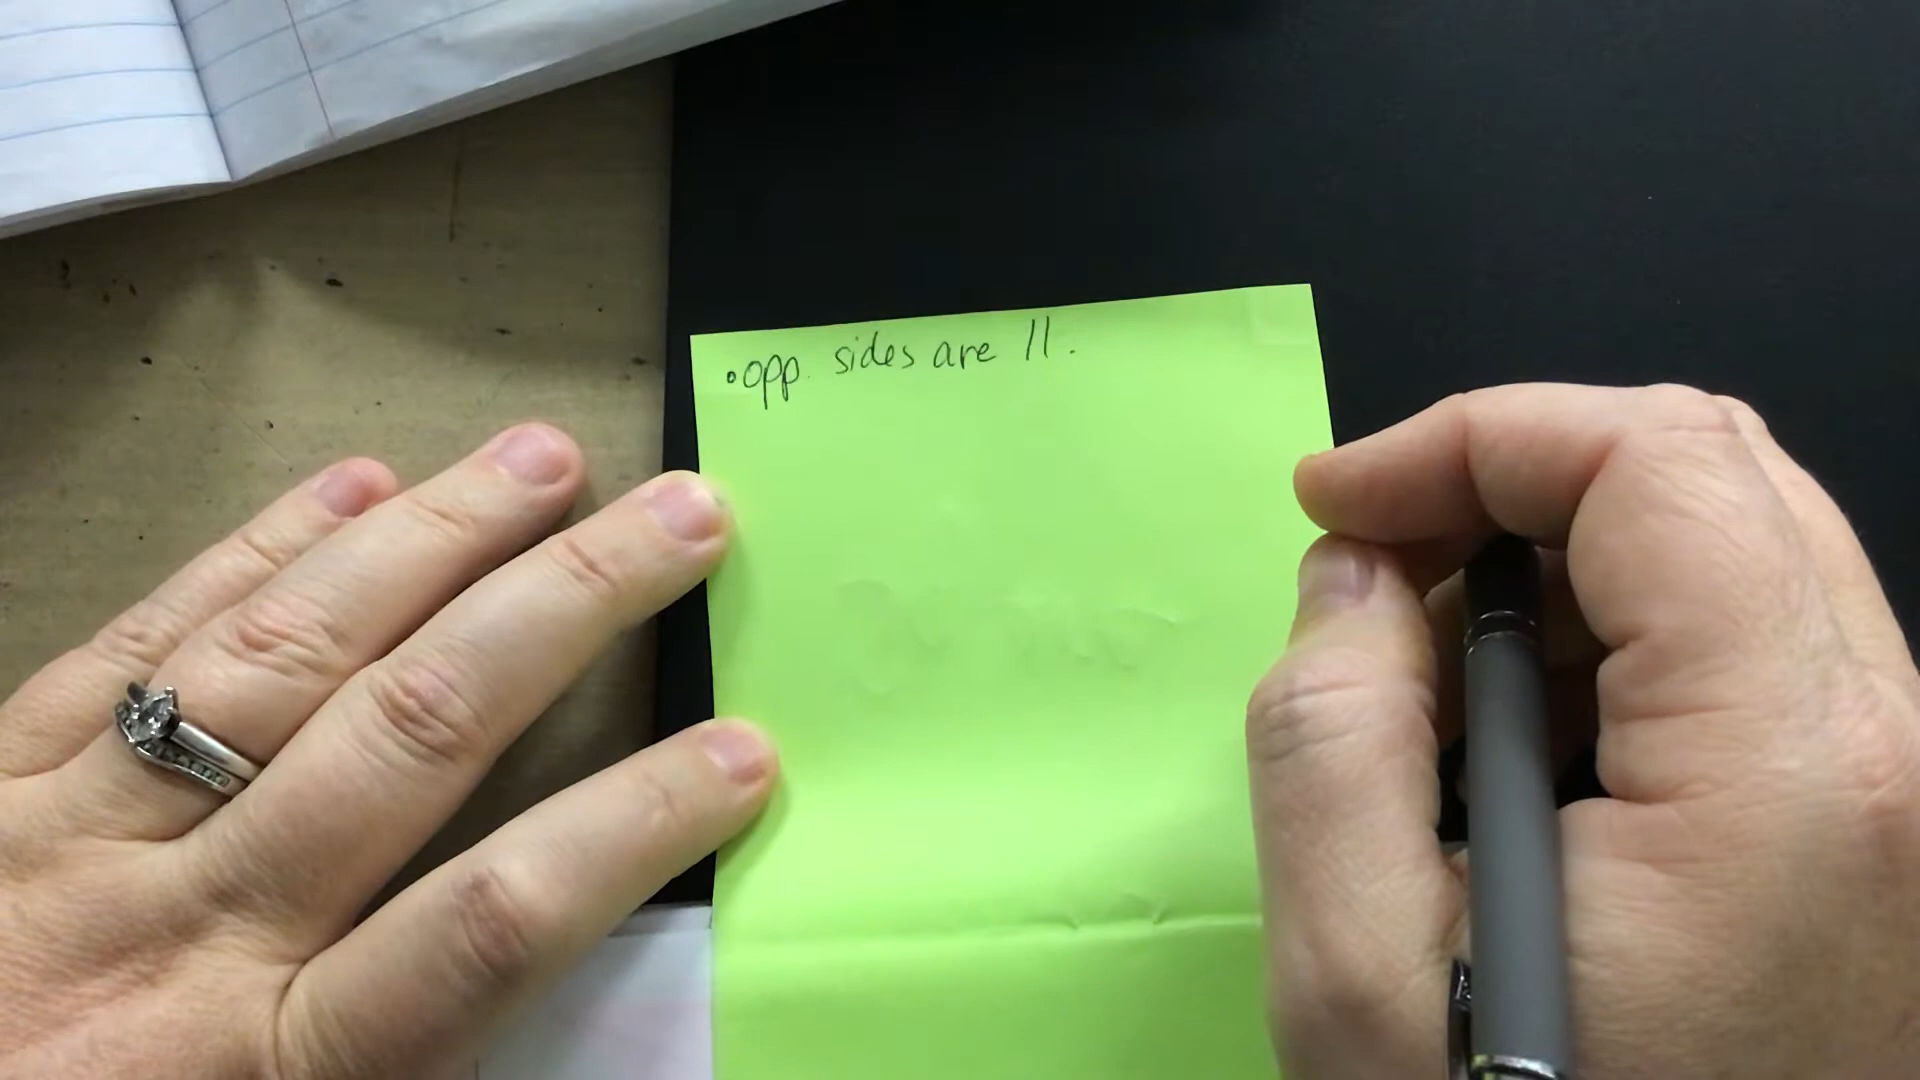 • opp. sides are ||.